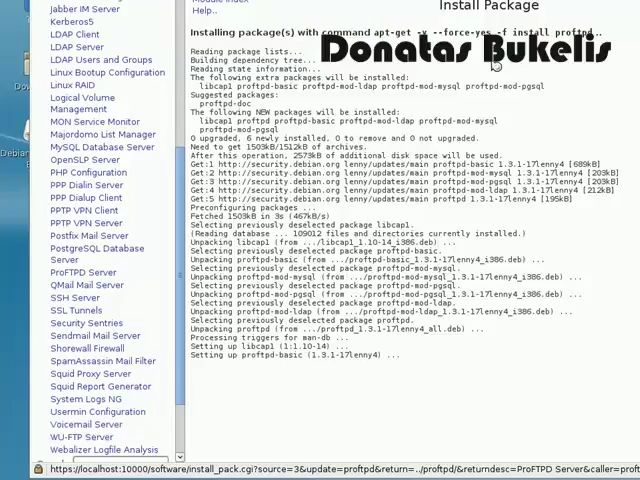 Jabber IM Server
Kerberos5
LDAP Client
LDAP Server
LDAP Users and Groups
Linux Bootup Configuration
Linux RAID
Logical Volume
Management
MON Service Monitor
Majordomo List Manager
MySQL Database Server
OpenSLP Server
PHP Configuration
PPP Dialin Server
PPP Dialup Client
PPTP VPN Client
PPTP VPN Server
Postfix Mail Server
PostgreSQL Database
Server
ProFTPD Server
QMail Mail Server
SSH Server
SSL Tunnels
Security Sentries
Sendmail Mail Server
Shorewall Firewall
SpamAssassin Mail Filter
Squid Proxy Server
Squid Report Generator
System Logs NG
Usermin Configuration
Voicemail Server
WU-FTP Server
Webalizer Logfile Analysis
Help..
Install Package
Donatas Bukelis
Installing package(s) with command apt-get -y --force-yes -f install proftpd ..
Reading package lists...
Building dependency tree...
Reading state information...
The following extra packages will be installed:
libcap1 proftpd-basic proftpd-mod-ldap proftpd-mod-mysql proftpd-mod-pgsql
Suggested packages:
proftpd-doc
The following NEW packages will be installed:
libcap1 proftpd proftpd-basic proftpd-mod-ldap proftpd-mod-mysql
proftpd-mod-pgsql
0 upgraded, 6 newly installed, 0 to remove and 0 not upgraded.
Need to get 1503kB/1512kB of archives.
After this operation, 2573kB of additional disk space will be used.
Get:1 http://security.debian.org lenny/updates/main proftpd-basic 1.3.1-17lenny4 [689kB]
Get:2 http://security.debian.org lenny/updates/main proftpd-mod-mysql 1.3.1-17lenny4 [203kB]
Get:3 http://security.debian.org lenny/updates/main proftpd-mod-pgsql 1.3.1-17lenny4 [203kB]
Get:4 http://security.debian.org lenny/updates/main proftpd-mod-ldap 1.3.1-17lenny4 [212kB]
Get:5 http://security.debian.org lenny/updates/main proftpd 1.3.1-17lenny4 [195kB]
Preconfiguring packages ...
Fetched 1503kB in 3s (467kB/s)
Selecting previously deselected package libcap1.
(Reading database ... 109012 files and directories currently installed.)
Unpacking libcap1 (from .../libcap1_1.10-14_i386.deb) ...
Selecting previously deselected package proftpd-basic.
Unpacking proftpd-basic (from .../proftpd-basic_1.3.1-17lenny4_i386.deb) ...
Selecting previously deselected package proftpd-mod-mysql.
Unpacking proftpd-mod-mysql (from .../proftpd-mod-mysql_1.3.1-17lenny4_i386.deb) ...
Selecting previously deselected package proftpd-mod-pgsql.
Unpacking proftpd-mod-pgsql (from .../proftpd-mod-pgsql_1.3.1-17lenny4_i386.deb) ...
Selecting previously deselected package proftpd-mod-ldap.
Unpacking proftpd-mod-ldap (from .../proftpd-mod-ldap_1.3.1-17lenny4_i386.deb) ...
Selecting previously deselected package proftpd.
Unpacking proftpd (from .../proftpd_1.3.1-17lenny4_all.deb) ...
Processing triggers for man-db ...
Setting up libcap1 (1:1.10-14) ...
Setting up proftpd-basic (1.3.1-17lenny4) ...
https://localhost:10000/software/install_pack.cgi?source=3&update=proftpd&return=../proftpd/&returndesc=ProFTPD Server&caller=proft